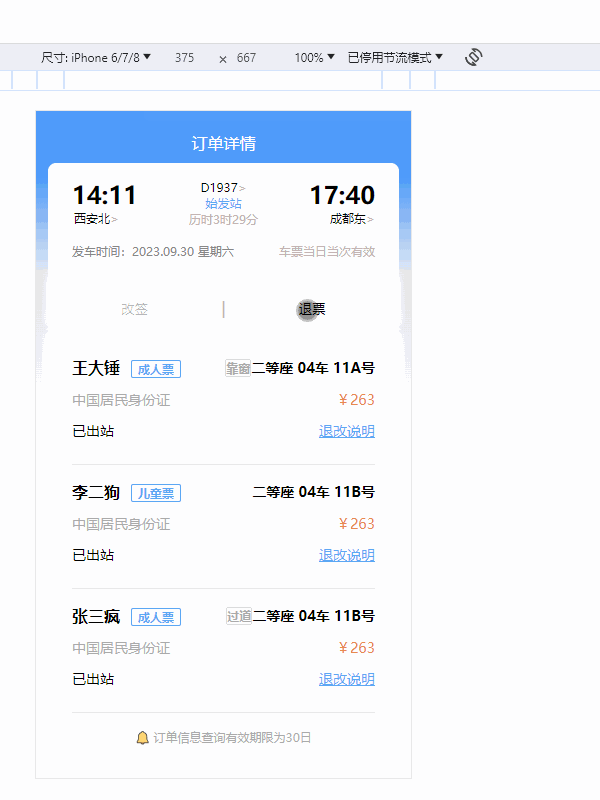 尺寸: iPhone 6/7/8 ▼ 375 × 667 100% ▼ 已停用节流模式 ▼
订单详情
14:11 D1937> 17:40
西安北> 始发站 成都东>
历时3时29分
发车时间：2023.09.30 星期六 车票当日当次有效
改签 | 退票
王大锤 成人票 靠窗 二等座 04车 11A号
中国居民身份证 ￥263
已出站 退改说明
李二狗 儿童票 二等座 04车 11B号
中国居民身份证 ￥263
已出站 退改说明
张三疯 成人票 过道 二等座 04车 11B号
中国居民身份证 ￥263
已出站 退改说明
订单信息查询有效期限为30日